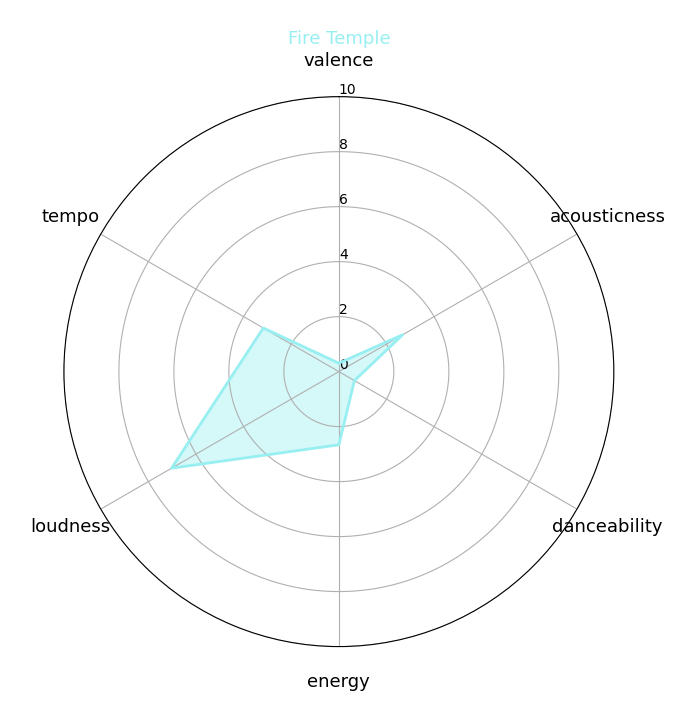 Fire Temple
valence
10
8
tempo
acousticness
6
4
2
0
loudness
danceability
energy